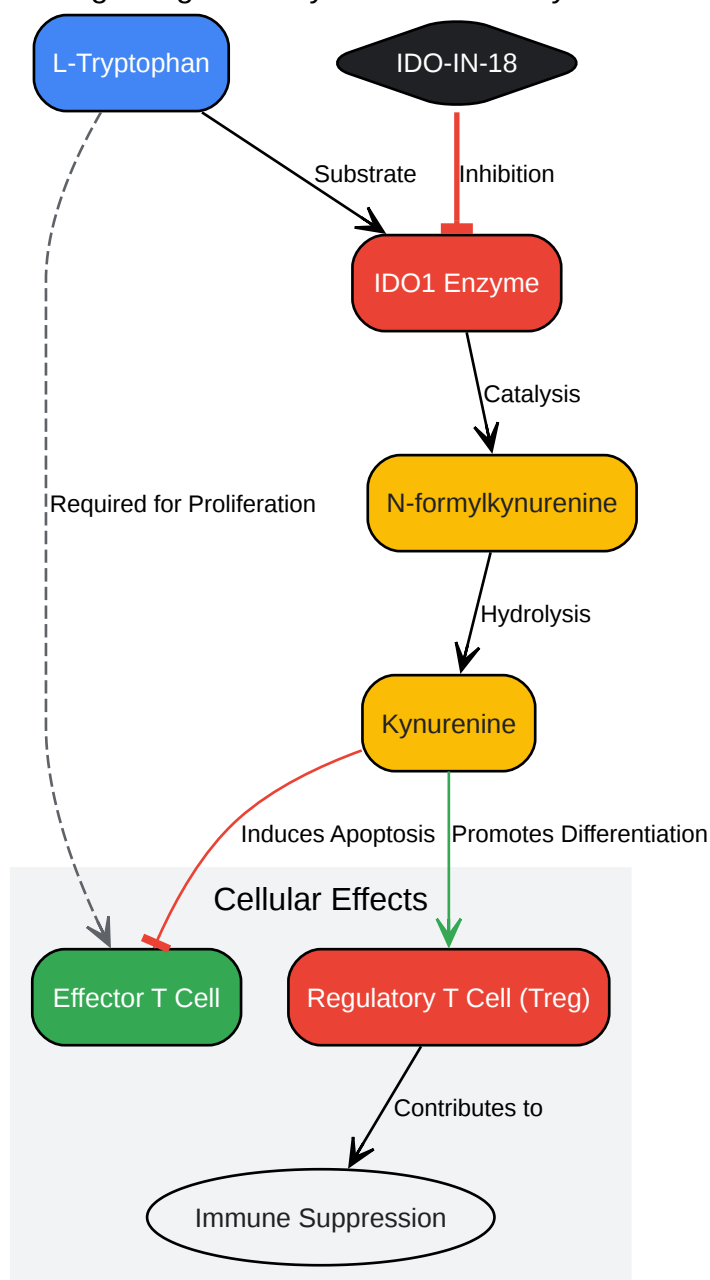 L-Tryptophan
IDO-IN-18
Substrate
Inhibition
IDO1 Enzyme
Catalysis
N-formylkynurenine
Required for Proliferation
Hydrolysis
Kynurenine
Induces Apoptosis
Promotes Differentiation
Cellular Effects
Effector T Cell
Regulatory T Cell (Treg)
Contributes to
Immune Suppression